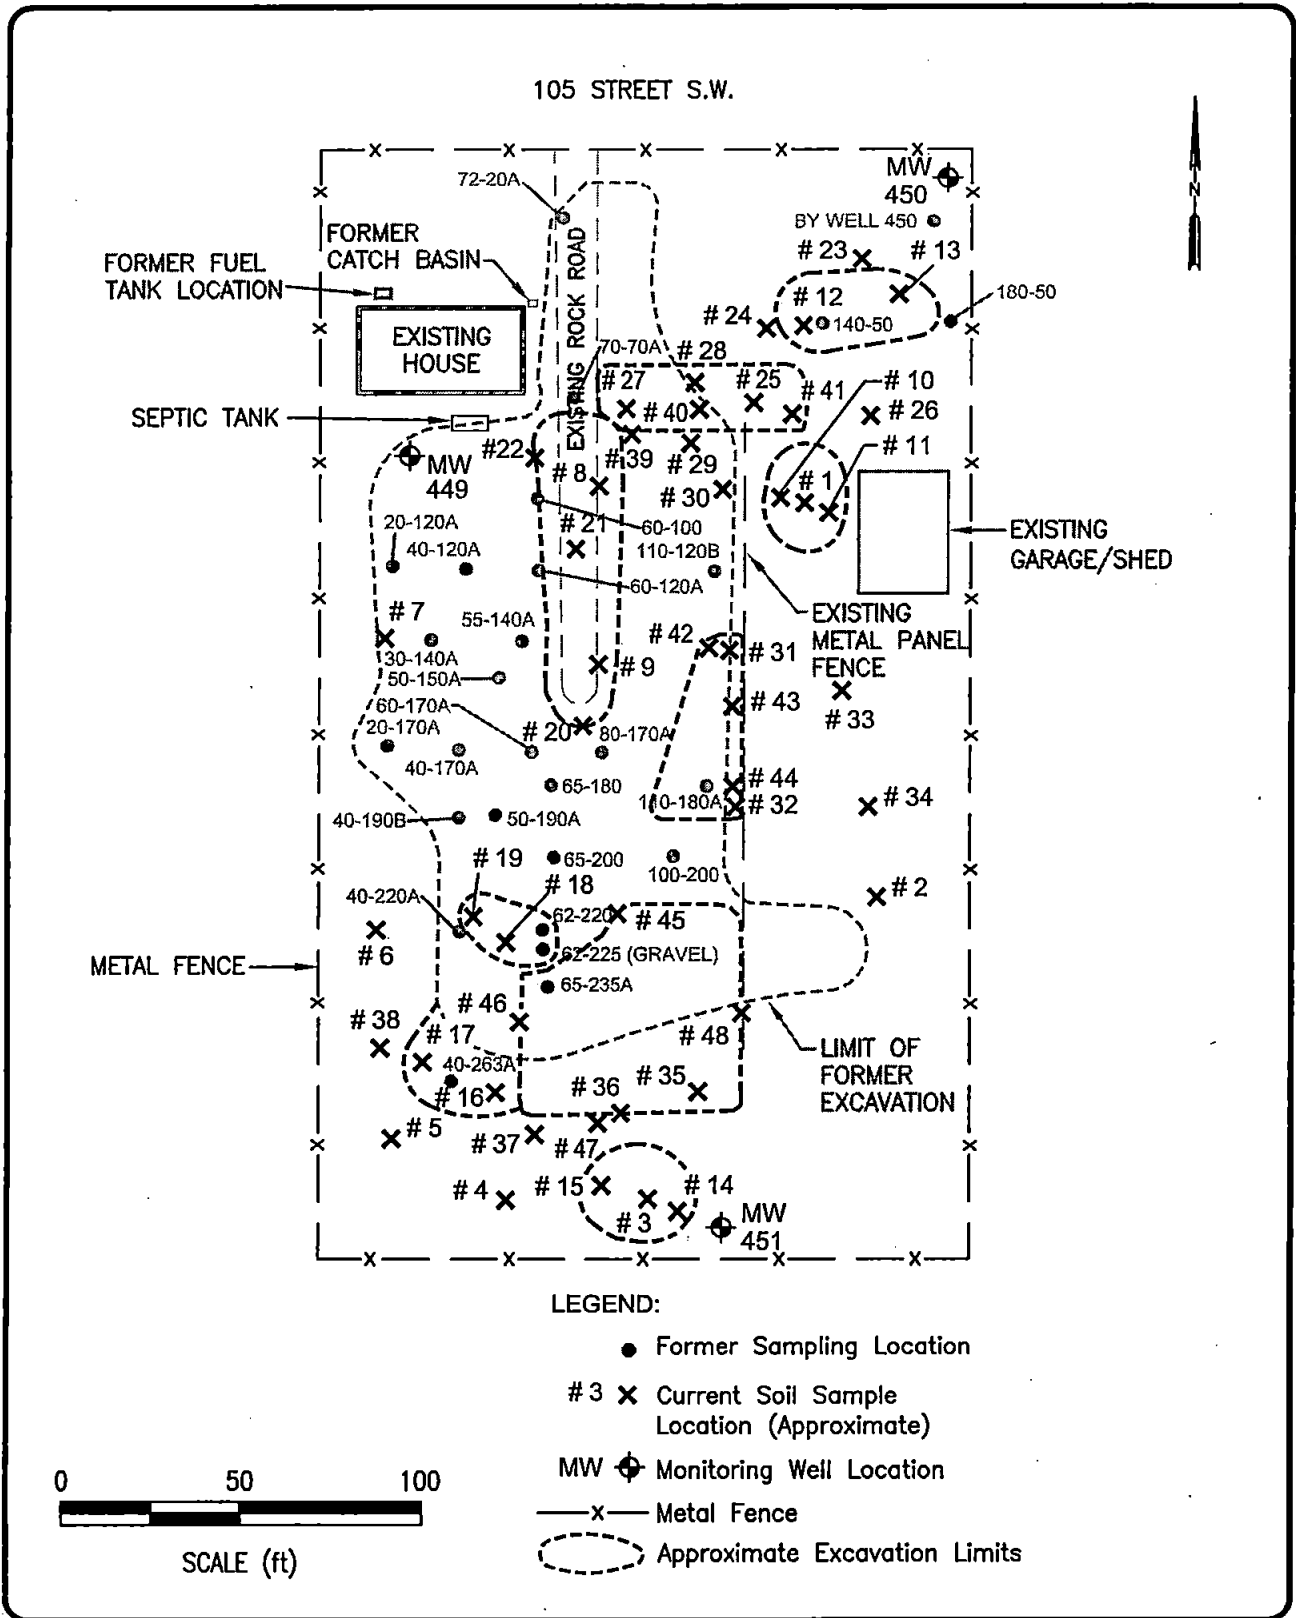 105 STREET S.W.
N
72-20A
MW
450
BY WELL 450
FORMER
CATCH BASIN
# 23
# 13
FORMER FUEL
TANK LOCATION
EXISTING ROCK ROAD
# 12
180-50
# 24
140-50
EXISTING
HOUSE
70-70A
# 28
# 27
# 25
# 41
# 10
# 40
# 26
SEPTIC TANK
#22
# 39
# 29
# 11
MW
449
# 8
# 30
# 1
20-120A
# 21
60-100
EXISTING
GARAGE/SHED
40-120A
110-120B
60-120A
# 7
55-140A
# 42
EXISTING
METAL PANEL
FENCE
30-140A
# 9
# 31
50-150A
60-170A
# 43
# 33
20-170A
# 20
80-170A
40-170A
65-180
# 44
110-180A
# 32
# 34
40-190B
50-190A
# 19
65-200
100-200
# 18
# 2
40-220A
62-220
# 45
# 6
62-225 (GRAVEL)
METAL FENCE
65-235A
# 46
# 38
# 17
# 48
LIMIT OF
FORMER
EXCAVATION
40-263A
# 16
# 36
# 35
# 5
# 37
# 47
# 4
# 15
# 14
# 3
MW
451
LEGEND:
Former Sampling Location
# 3 Current Soil Sample
Location (Approximate)
MW Monitoring Well Location
x Metal Fence
Approximate Excavation Limits
0 50 100
SCALE (ft)